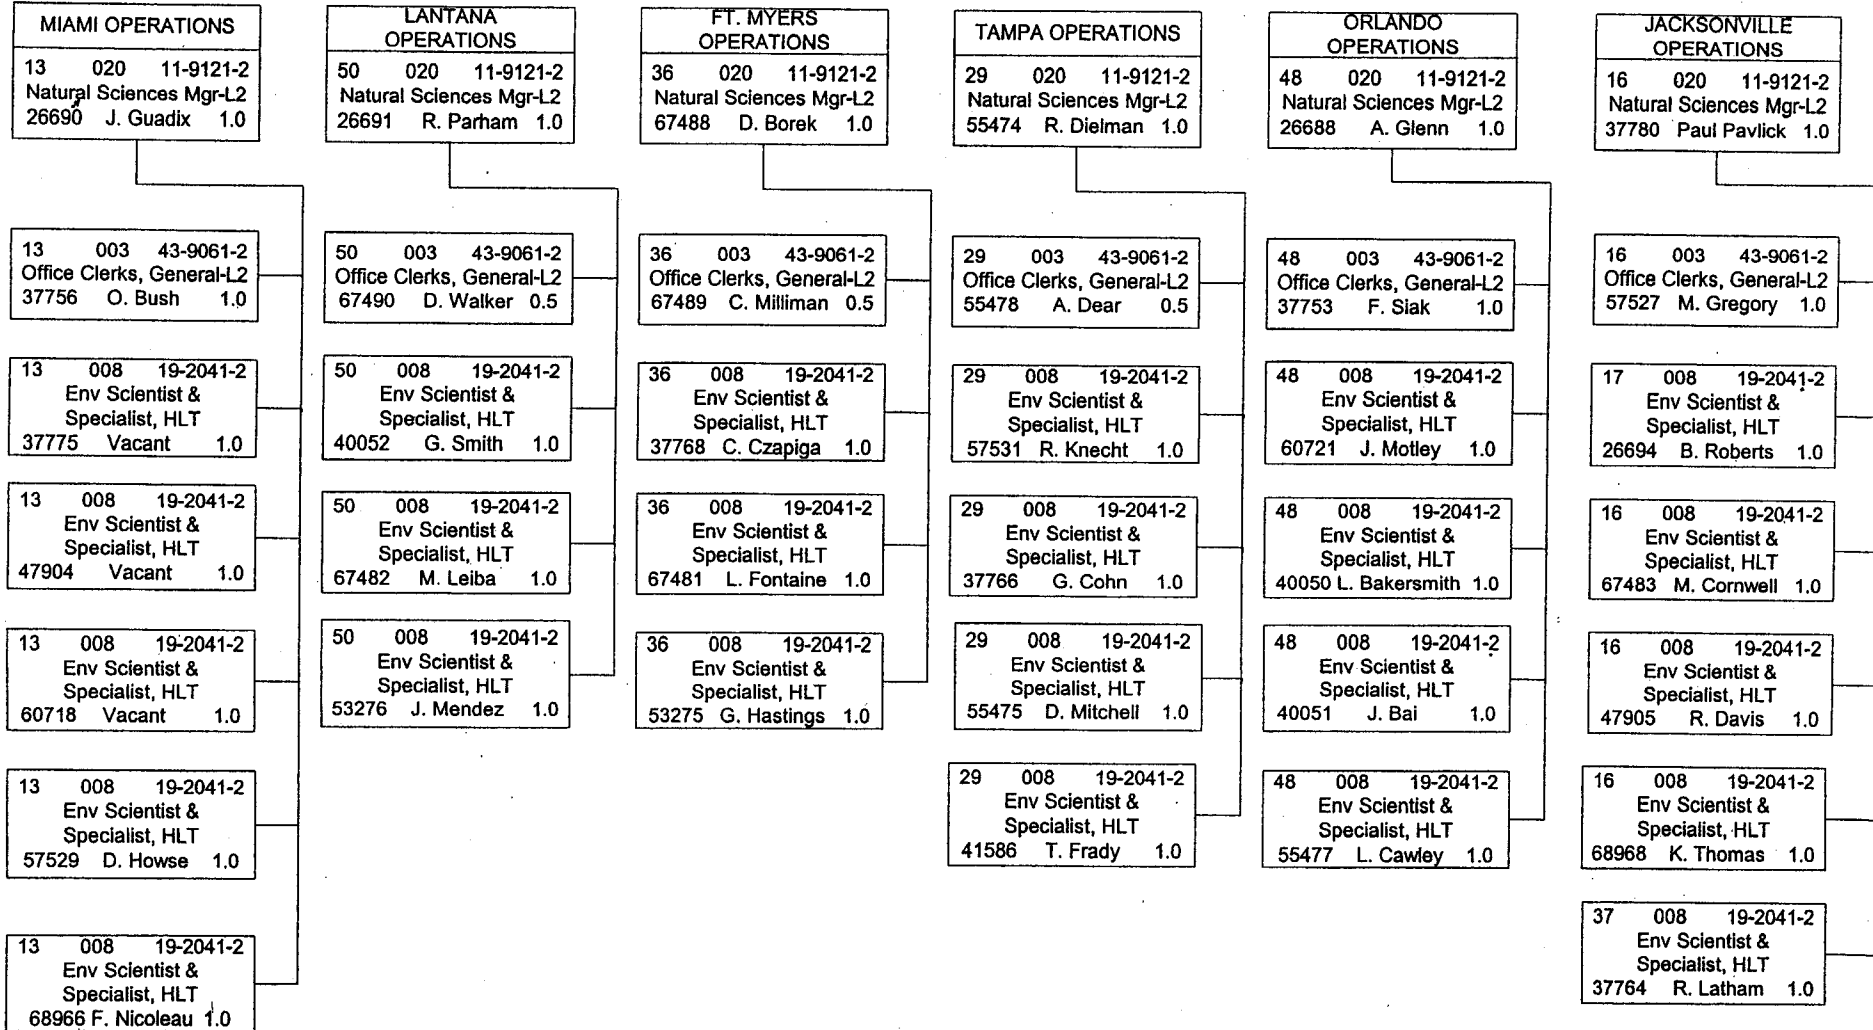 MIAMI OPERATIONS
13 020 11-9121-2
Natural Sciences Mgr-L2
26690 J. Guadix 1.0
13 003 43-9061-2
Office Clerks, General-L2
37756 O. Bush 1.0
13 008 19-2041-2
Env Scientist &
Specialist, HLT
37775 Vacant 1.0
13 008 19-2041-2
Env Scientist &
Specialist, HLT
47904 Vacant 1.0
13 008 19-2041-2
Env Scientist &
Specialist, HLT
60718 Vacant 1.0
13 008 19-2041-2
Env Scientist &
Specialist, HLT
57529 D. Howse 1.0
13 008 19-2041-2
Env Scientist &
Specialist, HLT
68966 F. Nicoleau 1.0
LANTANA
OPERATIONS
50 020 11-9121-2
Natural Sciences Mgr-L2
26691 R. Parham 1.0
50 003 43-9061-2
Office Clerks, General-L2
67490 D. Walker 0.5
50 008 19-2041-2
Env Scientist &
Specialist, HLT
40052 G. Smith 1.0
50 008 19-2041-2
Env Scientist &
Specialist, HLT
67482 M. Leiba 1.0
50 008 19-2041-2
Env Scientist &
Specialist, HLT
53276 J. Mendez 1.0
FT. MYERS
OPERATIONS
36 020 11-9121-2
Natural Sciences Mgr-L2
67488 D. Borek 1.0
36 003 43-9061-2
Office Clerks, General-L2
67489 C. Milliman 0.5
36 008 19-2041-2
Env Scientist &
Specialist, HLT
37768 C. Czapiga 1.0
36 008 19-2041-2
Env Scientist &
Specialist, HLT
67481 L. Fontaine 1.0
36 008 19-2041-2
Env Scientist &
Specialist, HLT
53275 G. Hastings 1.0
TAMPA OPERATIONS
29 020 11-9121-2
Natural Sciences Mgr-L2
55474 R. Dielman 1.0
29 003 43-9061-2
Office Clerks, General-L2
55478 A. Dear 0.5
29 008 19-2041-2
Env Scientist &
Specialist, HLT
57531 R. Knecht 1.0
29 008 19-2041-2
Env Scientist &
Specialist, HLT
37766 G. Cohn 1.0
29 008 19-2041-2
Env Scientist &
Specialist, HLT
55475 D. Mitchell 1.0
29 008 19-2041-2
Env Scientist &
Specialist, HLT
41586 T. Frady 1.0
ORLANDO
OPERATIONS
48 020 11-9121-2
Natural Sciences Mgr-L2
26688 A. Glenn 1.0
48 003 43-9061-2
Office Clerks, General-L2
37753 F. Siak 1.0
48 008 19-2041-2
Env Scientist &
Specialist, HLT
60721 J. Motley 1.0
48 008 19-2041-2
Env Scientist &
Specialist, HLT
40050 L. Bakersmith 1.0
48 008 19-2041-2
Env Scientist &
Specialist, HLT
40051 J. Bai 1.0
48 008 19-2041-2
Env Scientist &
Specialist, HLT
55477 L. Cawley 1.0
JACKSONVILLE
OPERATIONS
16 020 11-9121-2
Natural Sciences Mgr-L2
37780 Paul Pavlick 1.0
16 003 43-9061-2
Office Clerks, General-L2
57527 M. Gregory 1.0
17 008 19-2041-2
Env Scientist &
Specialist, HLT
26694 B. Roberts 1.0
16 008 19-2041-2
Env Scientist &
Specialist, HLT
67483 M. Cornwell 1.0
16 008 19-2041-2
Env Scientist &
Specialist, HLT
47905 R. Davis 1.0
16 008 19-2041-2
Env Scientist &
Specialist, HLT
68968 K. Thomas 1.0
37 008 19-2041-2
Env Scientist &
Specialist, HLT
37764 R. Latham 1.0